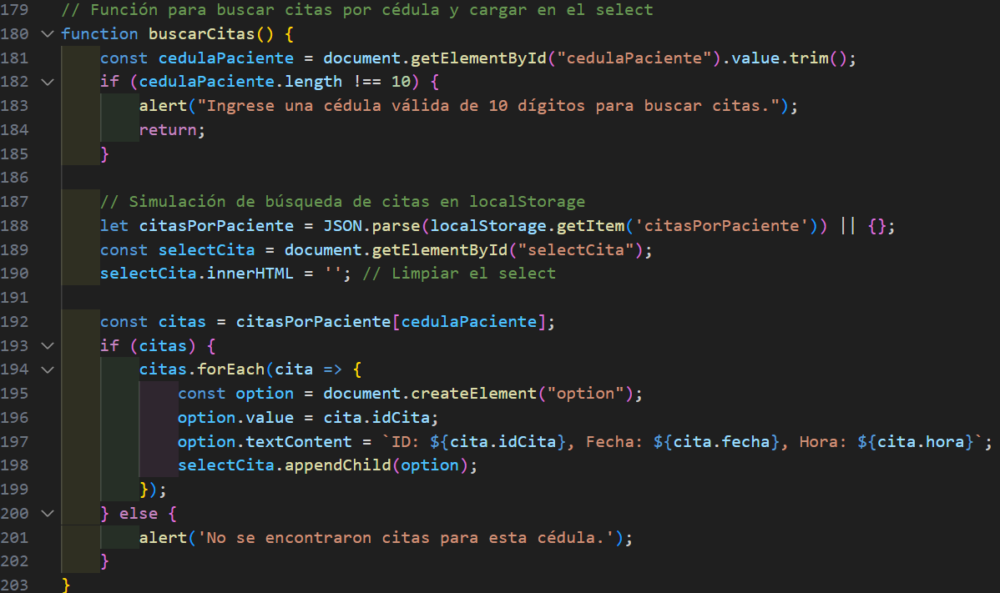 179 // Función para buscar citas por cédula y cargar en el select
180 function buscarCitas() {
181 const cedulaPaciente = document.getElementById("cedulaPaciente").value.trim();
182 if (cedulaPaciente.length !== 10) {
183 alert("Ingrese una cédula válida de 10 dígitos para buscar citas.");
184 return;
185 }
186
187 // Simulación de búsqueda de citas en localStorage
188 let citasPorPaciente = JSON.parse(localStorage.getItem('citasPorPaciente')) || {};
189 const selectCita = document.getElementById("selectCita");
190 selectCita.innerHTML = ''; // Limpiar el select
191
192 const citas = citasPorPaciente[cedulaPaciente];
193 if (citas) {
194 citas.forEach(cita => {
195 const option = document.createElement("option");
196 option.value = cita.idCita;
197 option.textContent = `ID: ${cita.idCita}, Fecha: ${cita.fecha}, Hora: ${cita.hora}`;
198 selectCita.appendChild(option);
199 });
200 } else {
201 alert('No se encontraron citas para esta cédula.');
202 }
203 }